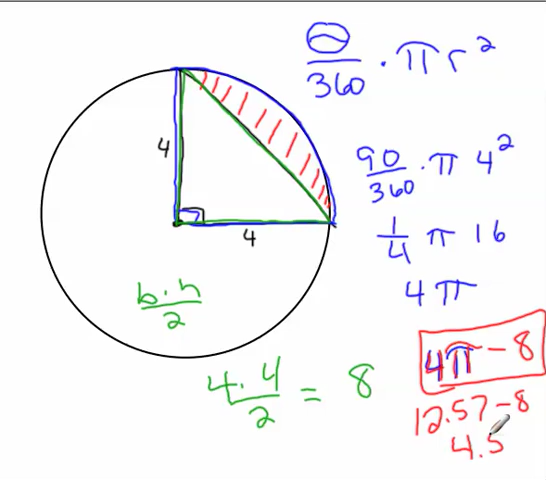 θ/360 · πr²
4
90/360 · π 4²
4
1/4 π 16
b·h/2
4π
4·4/2 = 8
4π - 8
12.57 - 8
4.5